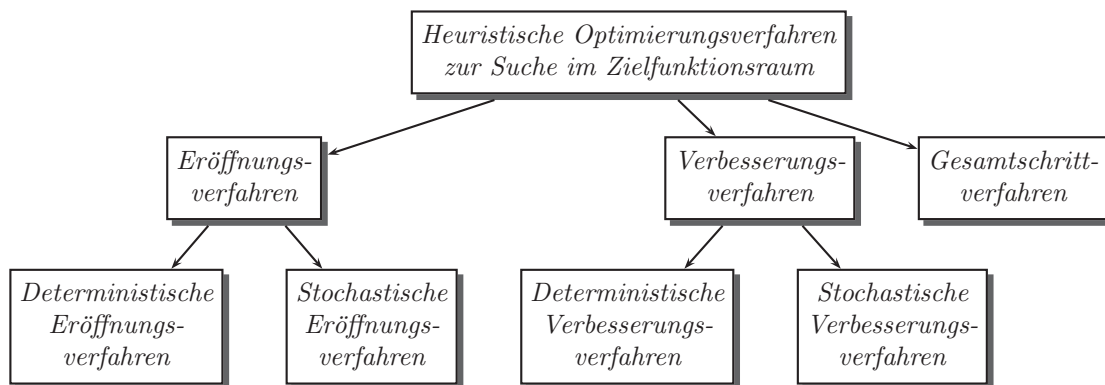 Heuristische Optimierungsverfahren
zur Suche im Zielfunktionsraum
Eröffnungs-
verfahren
Verbesserungs-
verfahren
Gesamtschritt-
verfahren
Deterministische
Eröffnungs-
verfahren
Stochastische
Eröffnungs-
verfahren
Deterministische
Verbesserungs-
verfahren
Stochastische
Verbesserungs-
verfahren